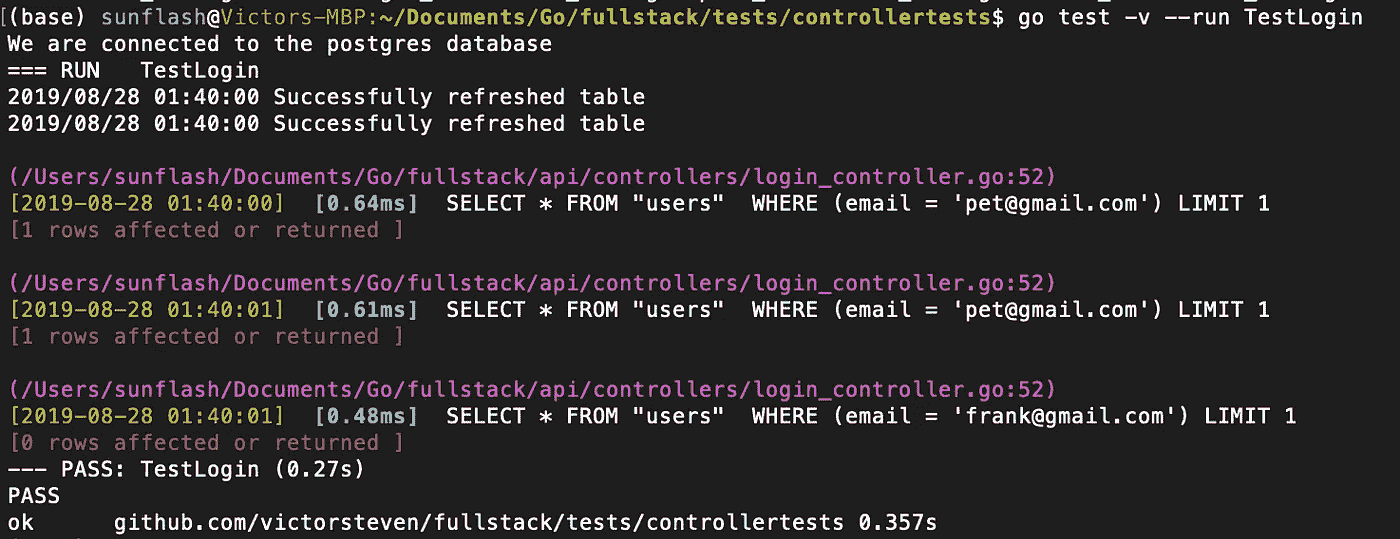 [(base) sunflash@Victors-MBP:~/Documents/Go/fullstack/tests/controllertests$ go test -v --run TestLogin
We are connected to the postgres database
=== RUN   TestLogin
2019/08/28 01:40:00 Successfully refreshed table
2019/08/28 01:40:00 Successfully refreshed table
(/Users/sunflash/Documents/Go/fullstack/api/controllers/login_controller.go:52)
[2019-08-28 01:40:00]  [0.64ms]  SELECT * FROM "users"  WHERE (email = 'pet@gmail.com') LIMIT 1
[1 rows affected or returned ]
(/Users/sunflash/Documents/Go/fullstack/api/controllers/login_controller.go:52)
[2019-08-28 01:40:01]  [0.61ms]  SELECT * FROM "users"  WHERE (email = 'pet@gmail.com') LIMIT 1
[1 rows affected or returned ]
(/Users/sunflash/Documents/Go/fullstack/api/controllers/login_controller.go:52)
[2019-08-28 01:40:01]  [0.48ms]  SELECT * FROM "users"  WHERE (email = 'frank@gmail.com') LIMIT 1
[0 rows affected or returned ]
--- PASS: TestLogin (0.27s)
PASS
ok      github.com/victorsteven/fullstack/tests/controllertests 0.357s